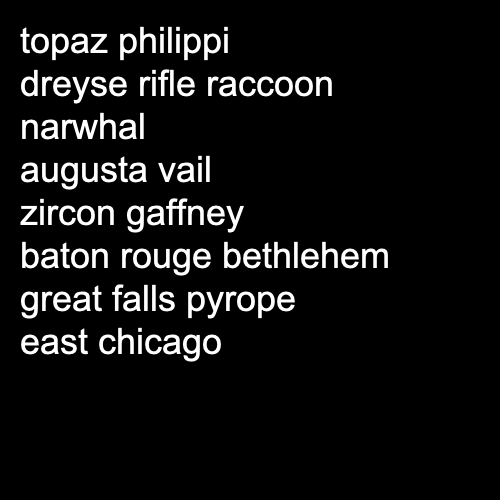 topaz philippi
dreyse rifle raccoon
narwhal
augusta vail
zircon gaffney
baton rouge bethlehem
great falls pyrope
east chicago